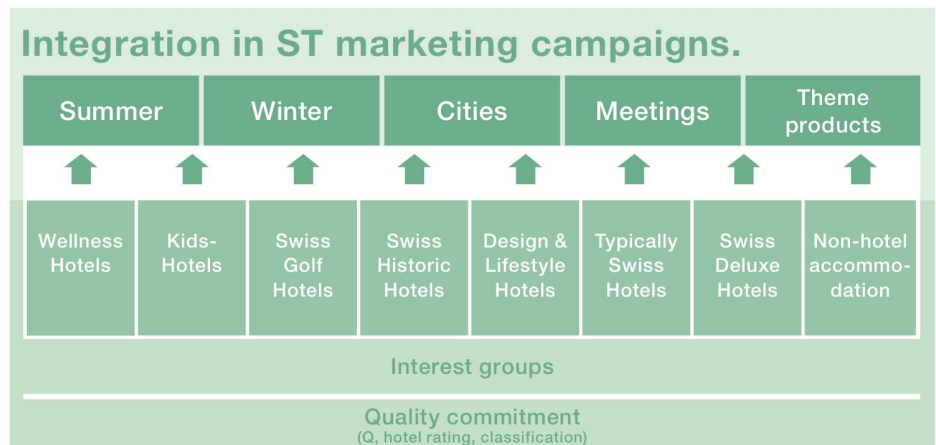 Integration in ST marketing campaigns.
Summer
Winter
Cities
Meetings
Theme
products
Wellness
Hotels
Kids-
Hotels
Swiss
Golf
Hotels
Swiss
Historic
Hotels
Design &
Lifestyle
Hotels
Typically
Swiss
Hotels
Swiss
Deluxe
Hotels
Non-hotel
accommo-
dation
Interest groups
Quality commitment
(Q, hotel rating, classification)